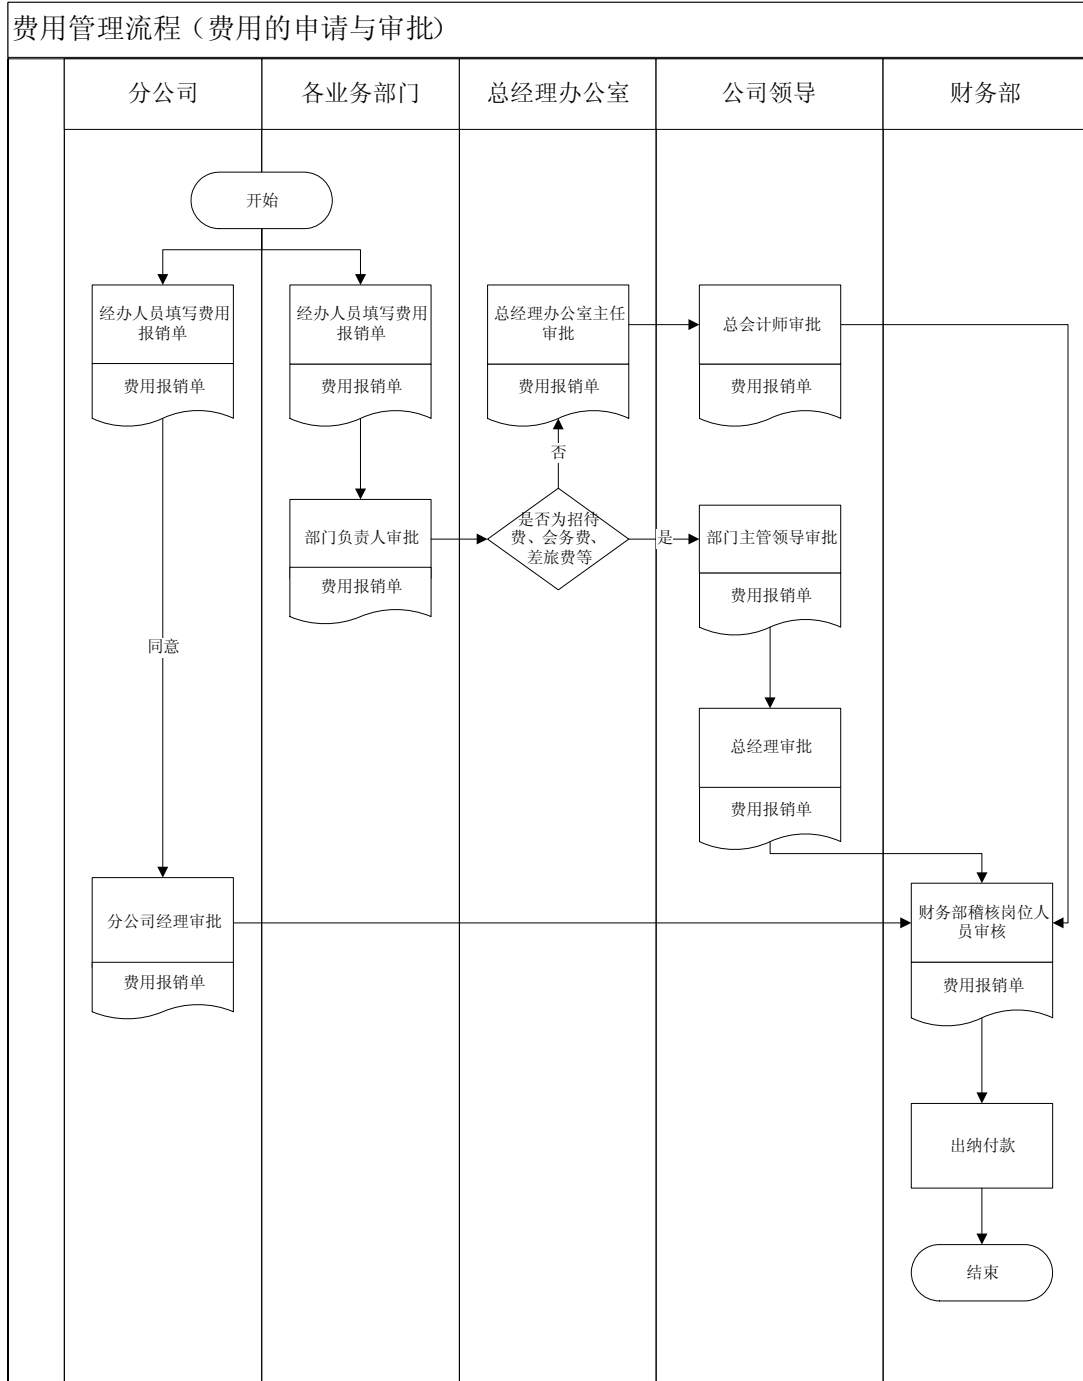 费用管理流程（费用的申请与审批）
分公司
各业务部门
总经理办公室
公司领导
财务部
开始
经办人员填写费用
报销单
费用报销单
经办人员填写费用
报销单
费用报销单
总经理办公室主任
审批
费用报销单
总会计师审批
费用报销单
否
部门负责人审批
费用报销单
是否为招待
费、会务费、
差旅费等
是
部门主管领导审批
费用报销单
同意
总经理审批
费用报销单
分公司经理审批
费用报销单
财务部稽核岗位人
员审核
费用报销单
出纳付款
结束